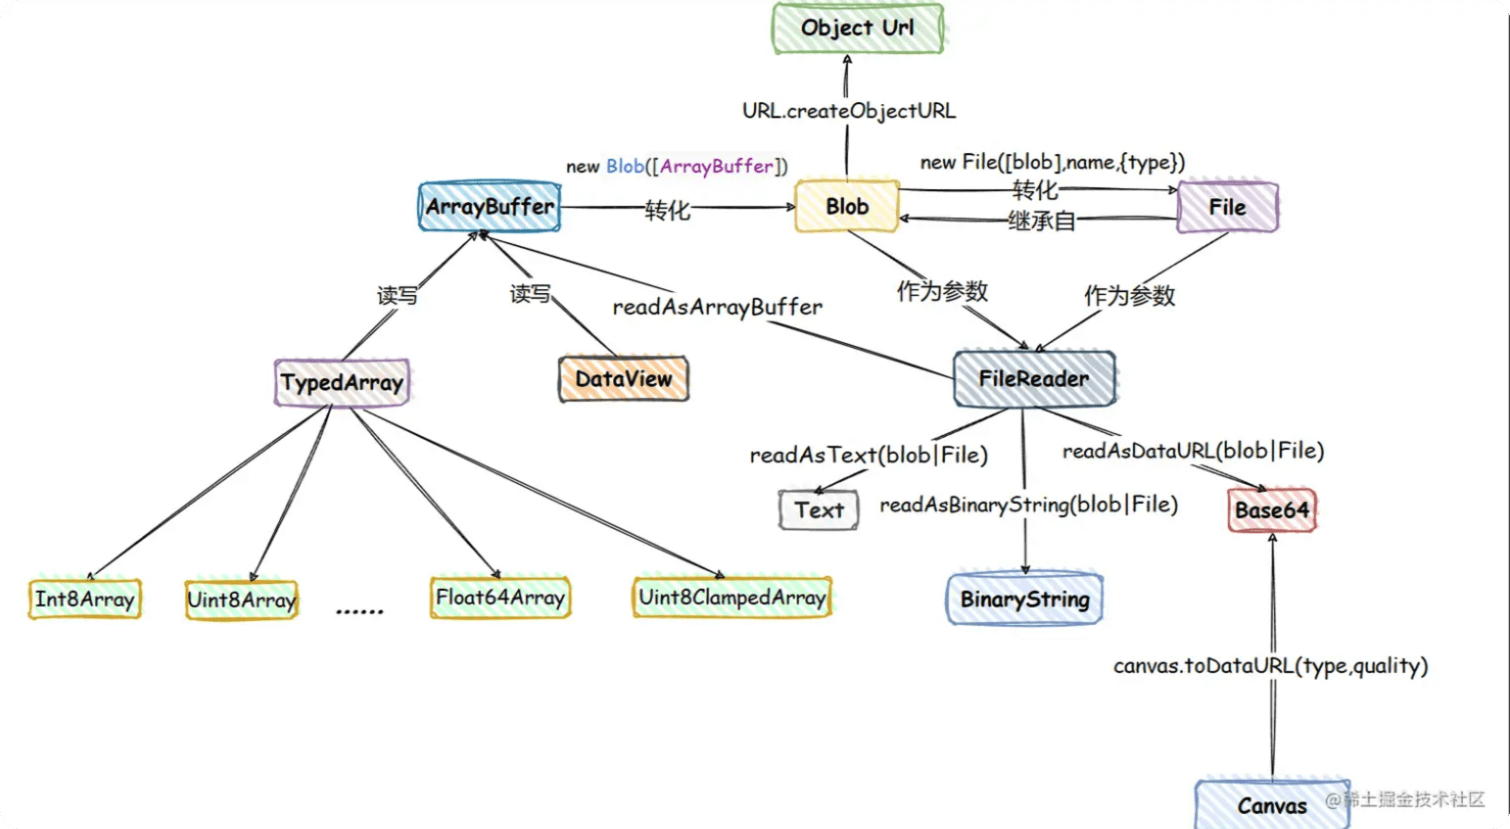 Object Url
URL.createObjectURL
new Blob([ArrayBuffer])
new File([blob],name,{type})
ArrayBuffer
转化
Blob
转化
继承自
File
读写
读写
readAsArrayBuffer
作为参数
作为参数
TypedArray
DataView
FileReader
readAsText(blob|File)
readAsDataURL(blob|File)
Text
readAsBinaryString(blob|File)
Base64
Int8Array
Uint8Array
......
Float64Array
Uint8ClampedArray
BinaryString
canvas.toDataURL(type,quality)
Canvas
@稀土掘金技术社区